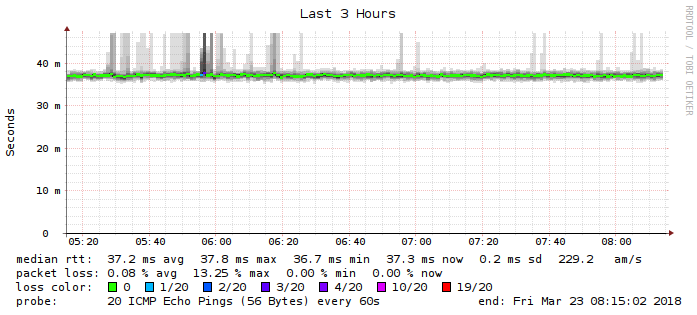 Last 3 Hours
RRDTOOL / TOBI OETIKER
Seconds
40 m
30 m
20 m
10 m
0
05:20 05:40 06:00 06:20 06:40 07:00 07:20 07:40 08:00
median rtt: 37.2 ms avg 37.8 ms max 36.7 ms min 37.3 ms now 0.2 ms sd 229.2 am/s
packet loss: 0.08 % avg 13.25 % max 0.00 % min 0.00 % now
loss color: 0 1/20 2/20 3/20 4/20 10/20 19/20
probe: 20 ICMP Echo Pings (56 Bytes) every 60s end: Fri Mar 23 08:15:02 2018